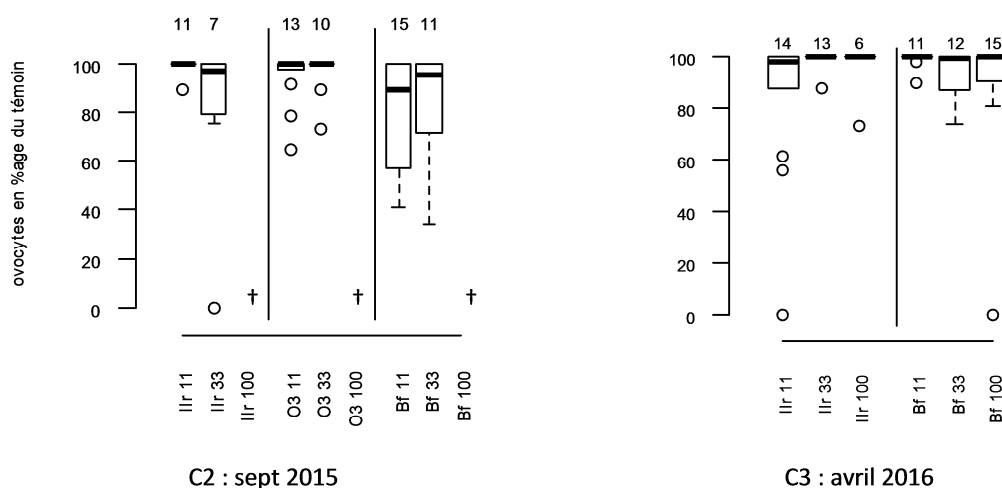 11 7 13 10 15 11
ovocytes en %age du témoin
100
80
60
40
20
0
† † †
IIr 11
IIr 33
IIr 100
O3 11
O3 33
O3 100
Bf 11
Bf 33
Bf 100
C2 : sept 2015
14 13 6 11 12 15
100
80
60
40
20
0
IIr 11
IIr 33
IIr 100
Bf 11
Bf 33
Bf 100
C3 : avril 2016